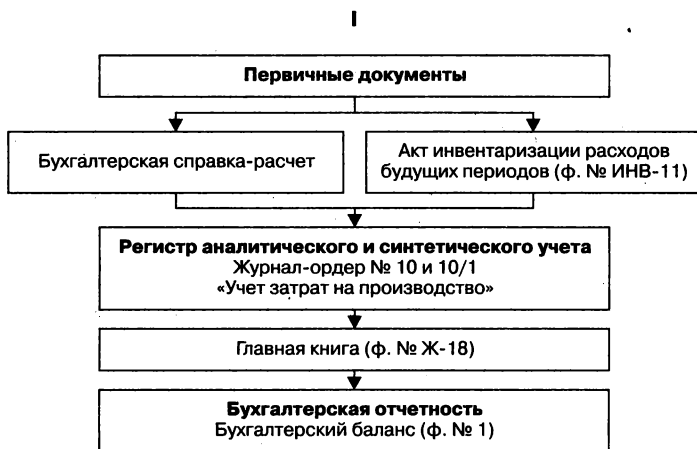 I
Первичные документы
Бухгалтерская справка-расчет
Акт инвентаризации расходов
будущих периодов (ф. № ИНВ-11)
Регистр аналитического и синтетического учета
Журнал-ордер № 10 и 10/1
«Учет затрат на производство»
Главная книга (ф. № Ж-18)
Бухгалтерская отчетность
Бухгалтерский баланс (ф. № 1)